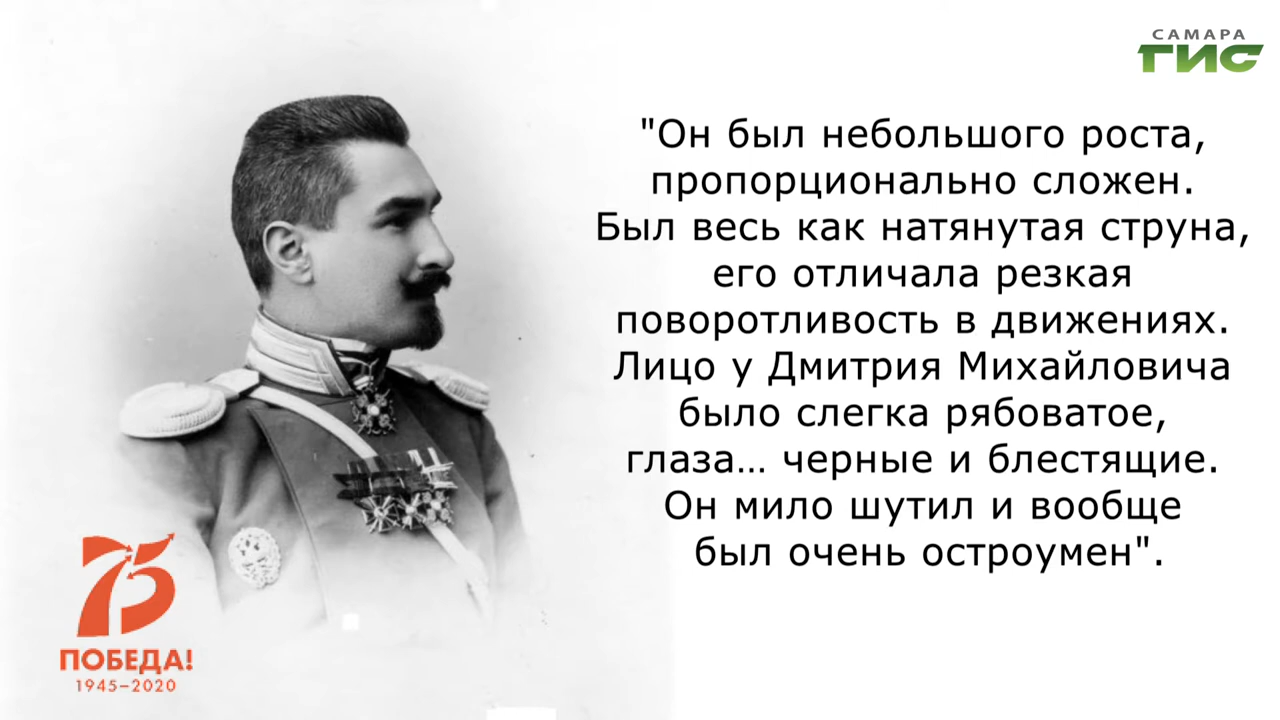 САМАРА
ГИС
"Он был небольшого роста,
пропорционально сложен.
Был весь как натянутая струна,
его отличала резкая
поворотливость в движениях.
Лицо у Дмитрия Михайловича
было слегка рябоватое,
глаза... черные и блестящие.
Он мило шутил и вообще
был очень остроумен".
75
ПОБЕДА!
1945–2020